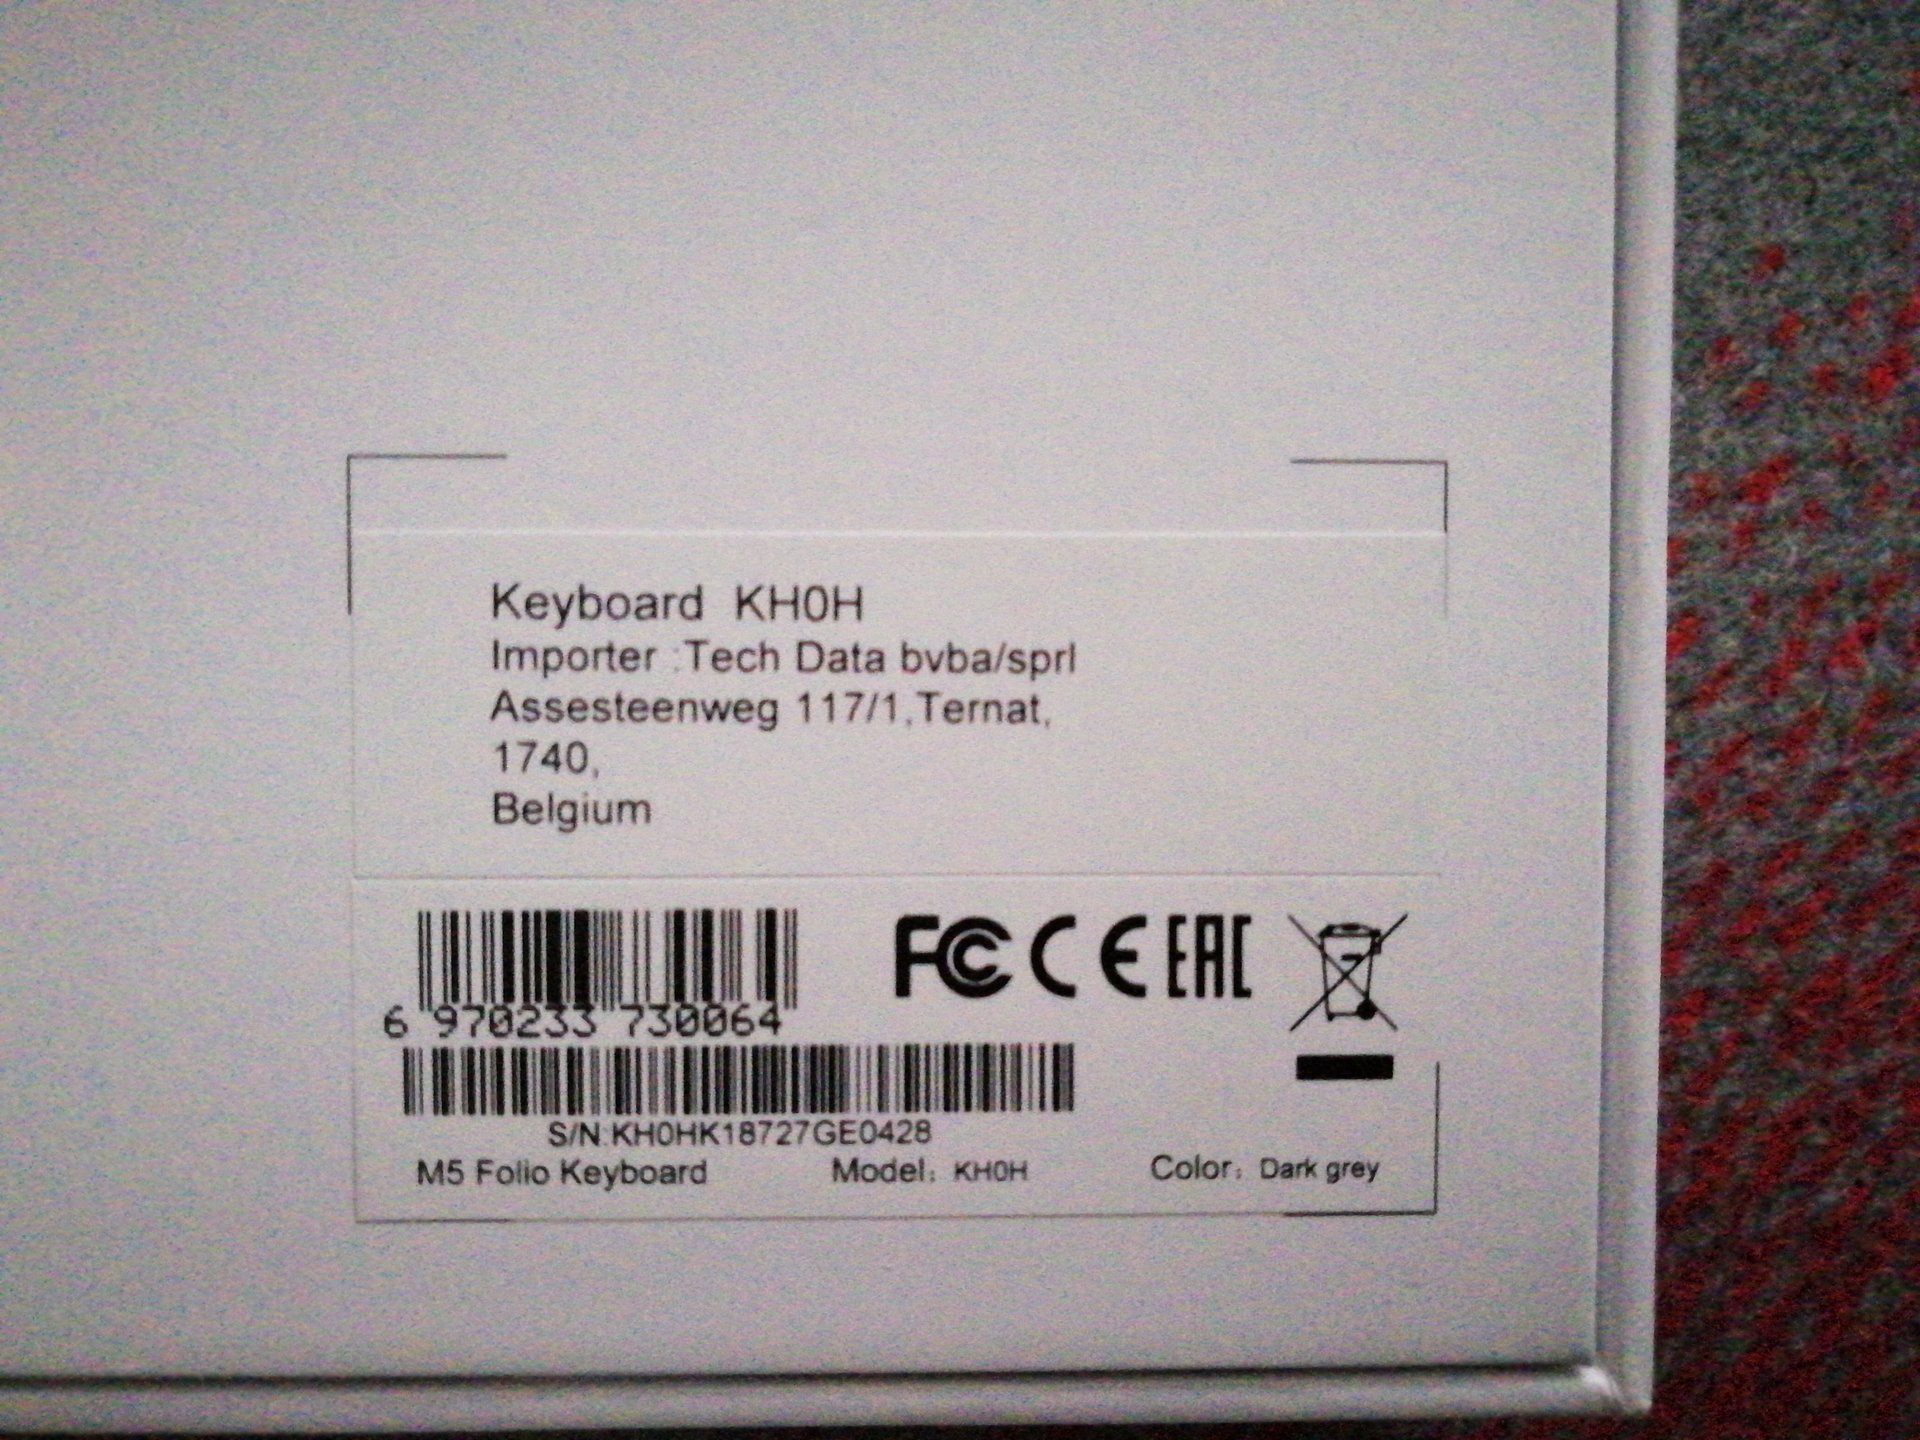 Keyboard KH0H
Importer :Tech Data bvba/sprl
Assesteenweg 117/1,Ternat,
1740,
Belgium
FC CE EAC
6 970233 730064
S/N:KH0HK18727GE0428
M5 Folio Keyboard Model: KH0H Color: Dark grey